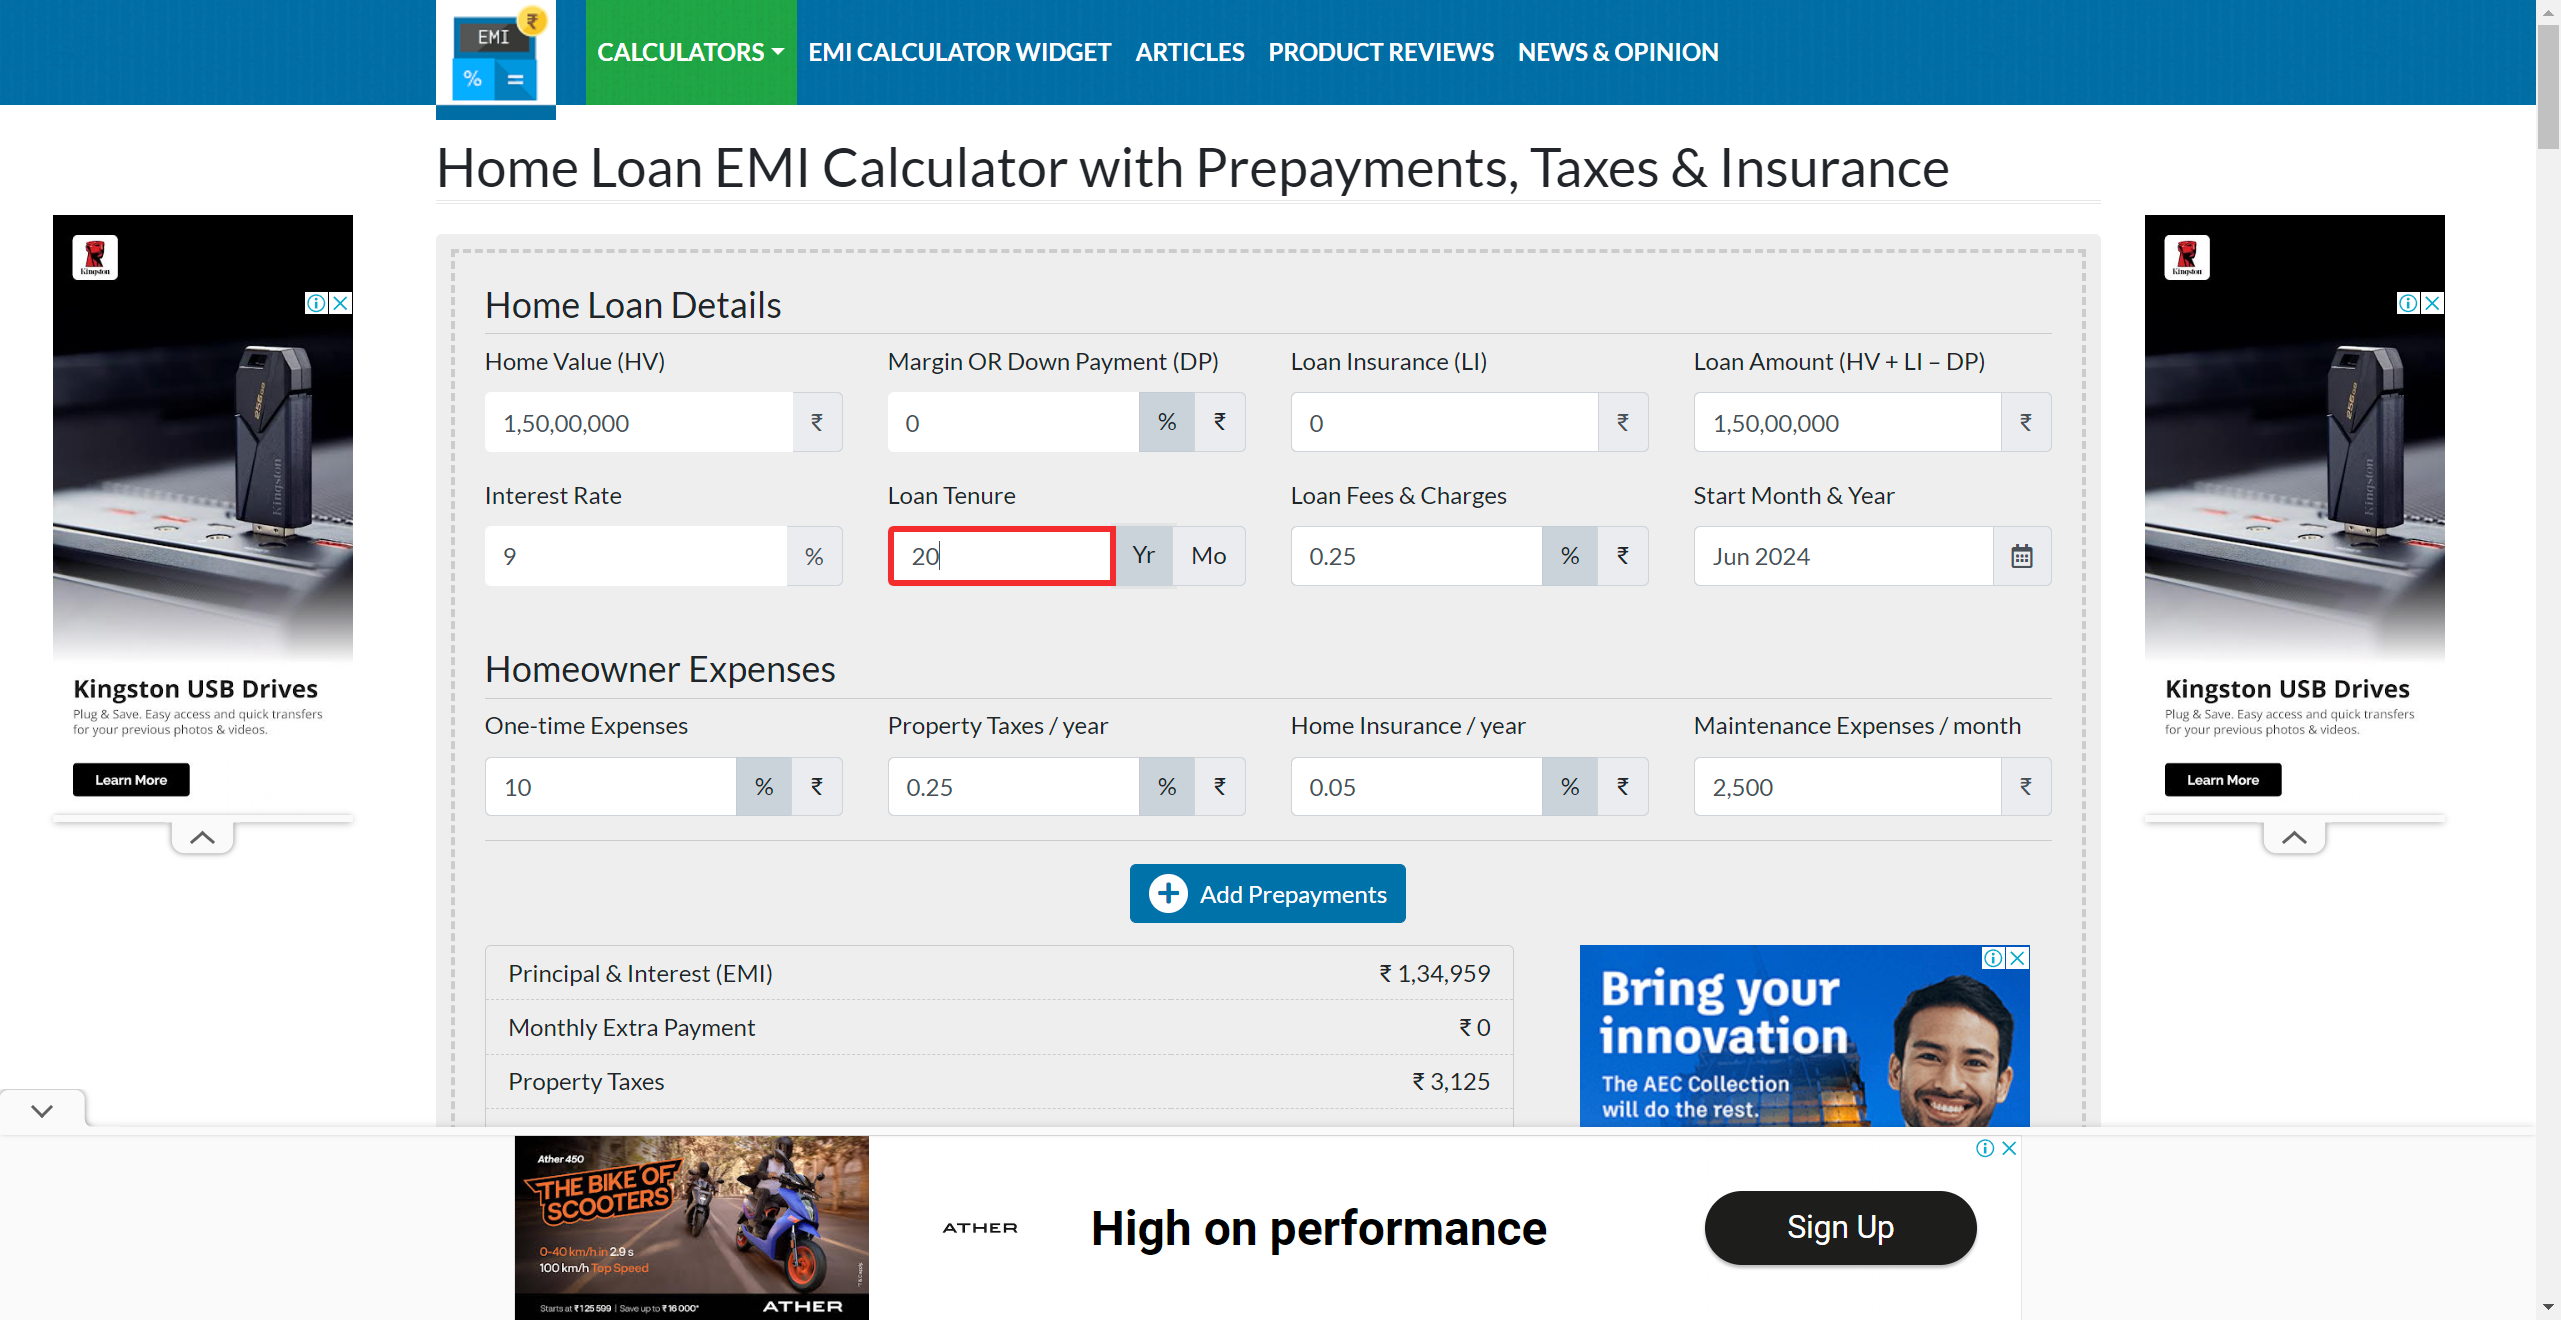 EMI
₹
%
=
CALCULATORS
EMI CALCULATOR WIDGET
ARTICLES
PRODUCT REVIEWS
NEWS & OPINION
Home Loan EMI Calculator with Prepayments, Taxes & Insurance
Kingston
256GB
Kingston
Kingston USB Drives
Plug & Save. Easy access and quick transfers
for your previous photos & videos.
Learn More
Home Loan Details
Home Value (HV)
Margin OR Down Payment (DP)
Loan Insurance (LI)
Loan Amount (HV + LI – DP)
1,50,00,000 ₹
0 % ₹
0 ₹
1,50,00,000 ₹
Interest Rate
Loan Tenure
Loan Fees & Charges
Start Month & Year
9 %
20 Yr Mo
0.25 % ₹
Jun 2024
Homeowner Expenses
One-time Expenses
Property Taxes / year
Home Insurance / year
Maintenance Expenses / month
10 % ₹
0.25 % ₹
0.05 % ₹
2,500 ₹
Add Prepayments
Principal & Interest (EMI) ₹ 1,34,959
Monthly Extra Payment ₹ 0
Property Taxes ₹ 3,125
Bring your
innovation
The AEC Collection
will do the rest.
Kingston
256GB
Kingston
Kingston USB Drives
Plug & Save. Easy access and quick transfers
for your previous photos & videos.
Learn More
Ather 450
THE BIKE OF
SCOOTERS
0-40 km/h in 2.9 s
100 km/h Top Speed
Starts at ₹125 599 | Save up to ₹16 000*
ATHER
ATHER
High on performance
Sign Up